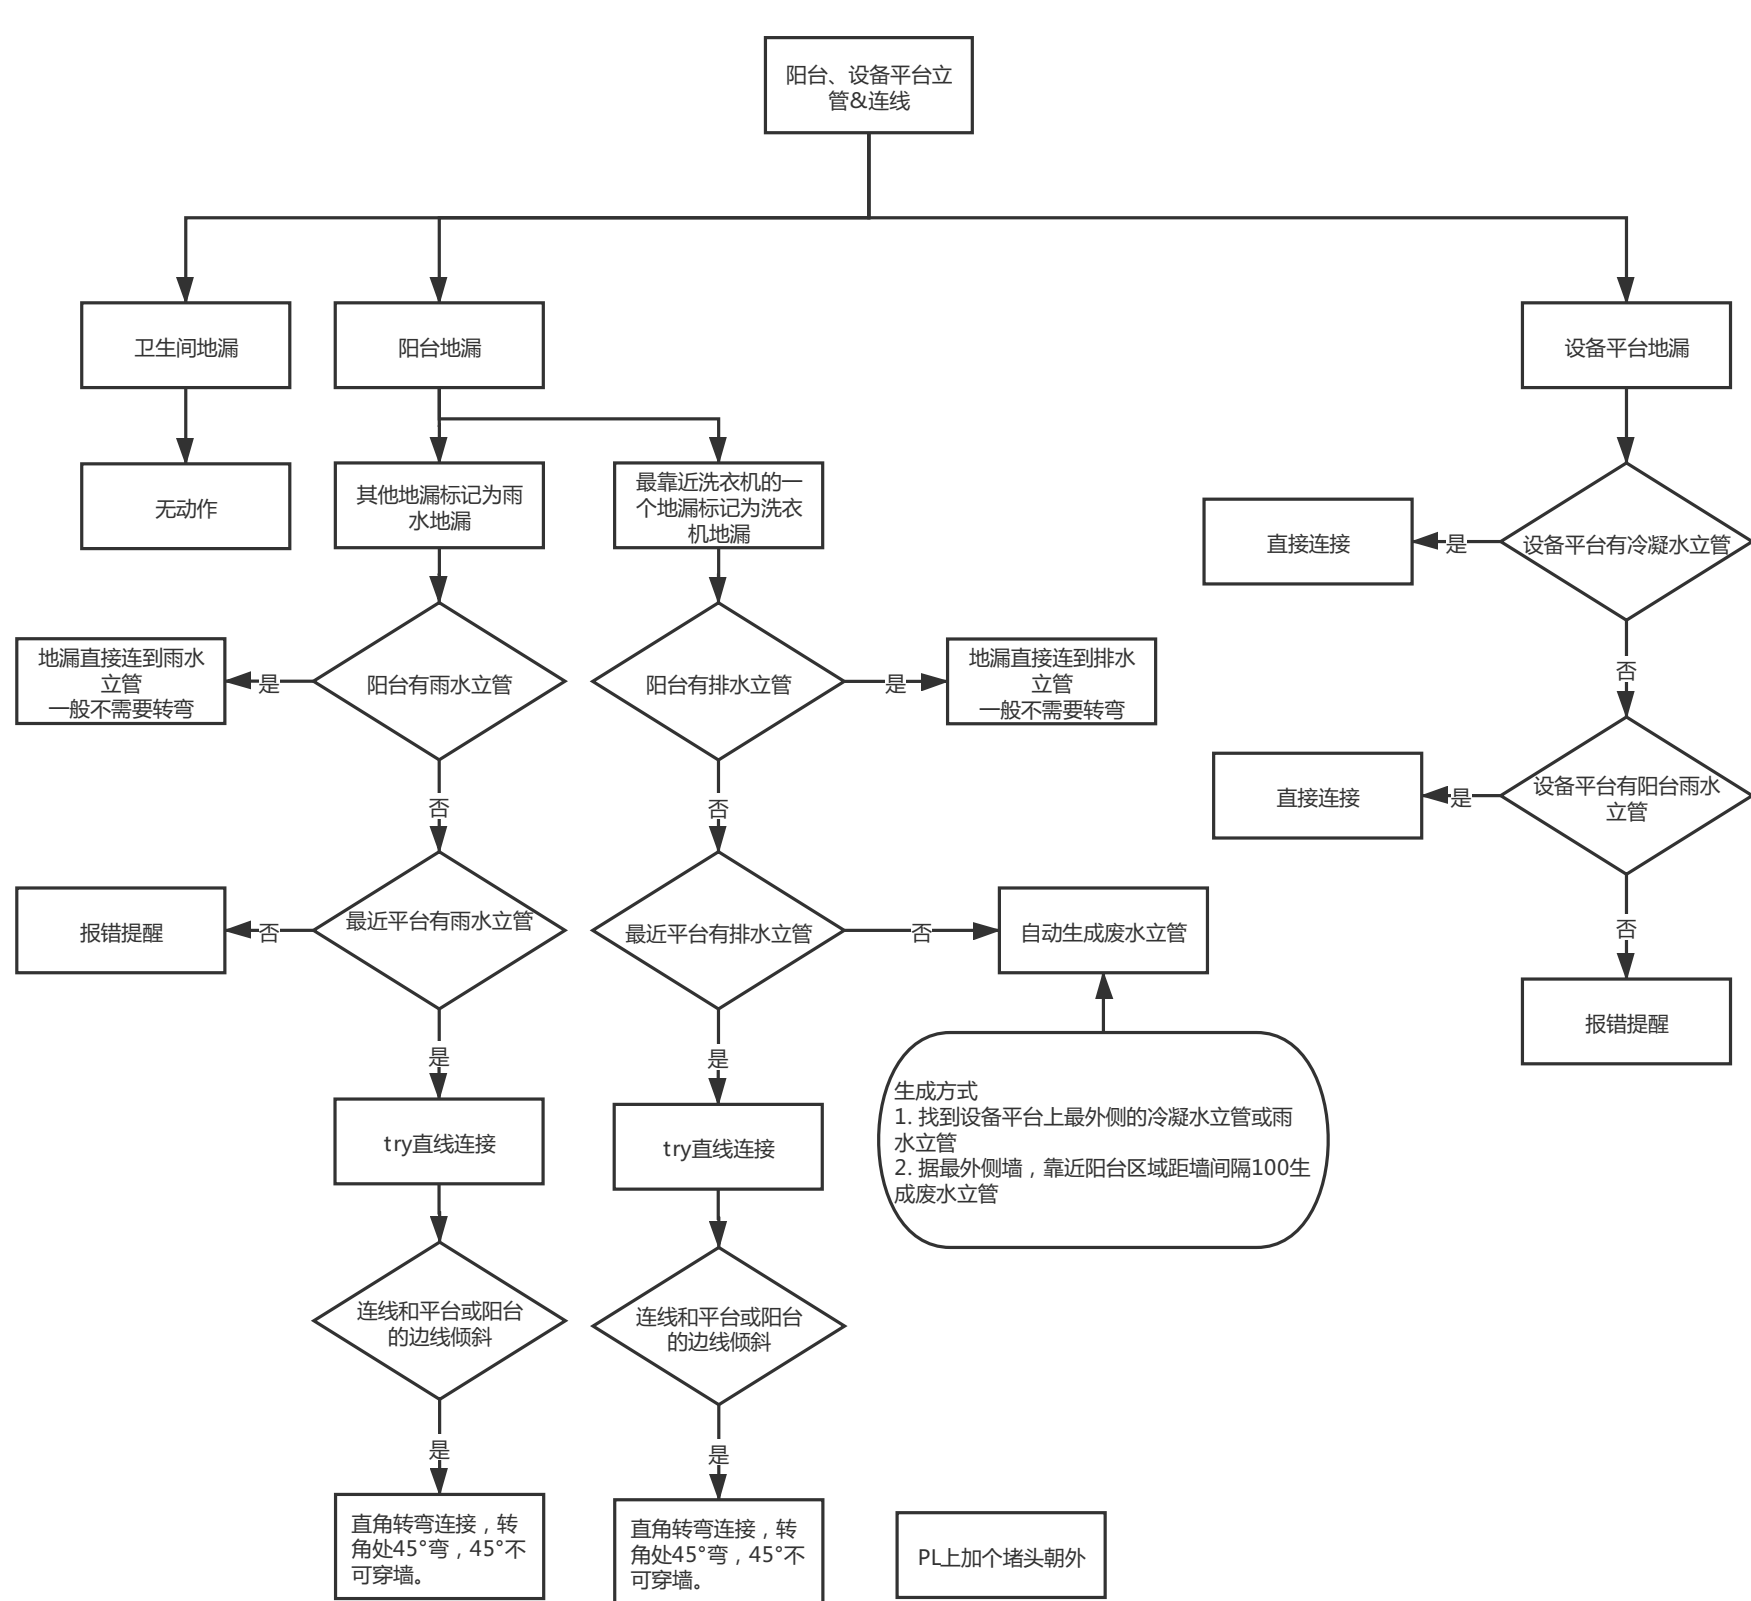 阳台、设备平台立
管&连线
卫生间地漏
阳台地漏
设备平台地漏
无动作
其他地漏标记为雨
水地漏
最靠近洗衣机的一
个地漏标记为洗衣
机地漏
直接连接
是
设备平台有冷凝水立管
地漏直接连到雨水
立管
一般不需要转弯
是
阳台有雨水立管
阳台有排水立管
是
地漏直接连到排水
立管
一般不需要转弯
否
直接连接
是
设备平台有阳台雨水
立管
否
否
报错提醒
否
最近平台有雨水立管
最近平台有排水立管
否
自动生成废水立管
否
报错提醒
是
是
生成方式
1. 找到设备平台上最外侧的冷凝水立管或雨
水立管
2. 据最外侧墙，靠近阳台区域距墙间隔100生
成废水立管
try直线连接
try直线连接
连线和平台或阳台
的边线倾斜
连线和平台或阳台
的边线倾斜
是
是
直角转弯连接，转
角处45°弯，45°不
可穿墙。
直角转弯连接，转
角处45°弯，45°不
可穿墙。
PL上加个堵头朝外